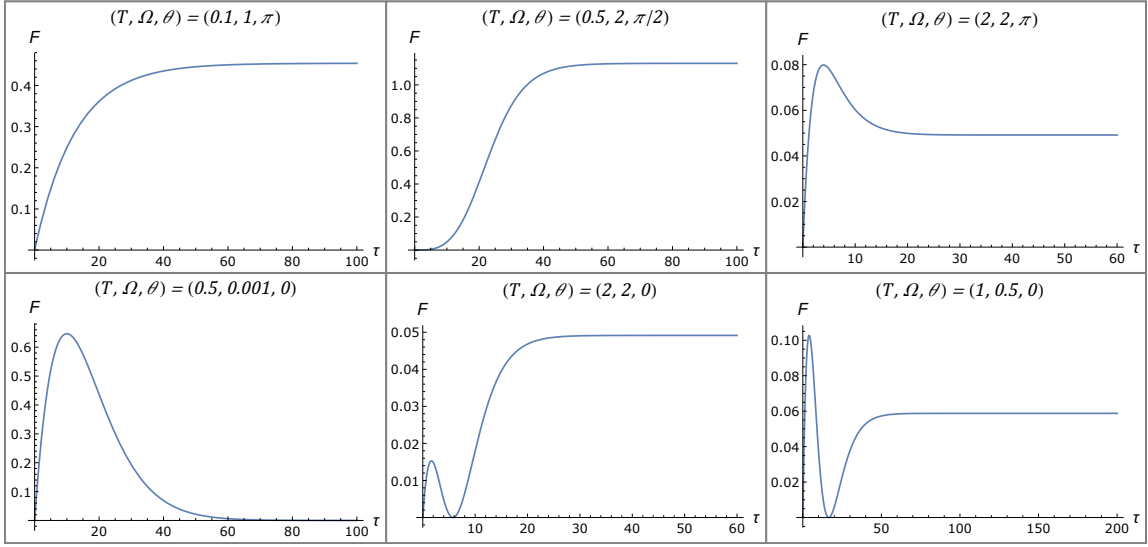 (T, Ω, θ) = (0.1, 1, π)
F
0.4
0.3
0.2
0.1
20 40 60 80 100 τ
(T, Ω, θ) = (0.5, 2, π/2)
F
1.0
0.8
0.6
0.4
0.2
20 40 60 80 100 τ
(T, Ω, θ) = (2, 2, π)
F
0.08
0.06
0.04
0.02
10 20 30 40 50 60 τ
(T, Ω, θ) = (0.5, 0.001, 0)
F
0.6
0.5
0.4
0.3
0.2
0.1
20 40 60 80 100 τ
(T, Ω, θ) = (2, 2, 0)
F
0.05
0.04
0.03
0.02
0.01
10 20 30 40 50 60 τ
(T, Ω, θ) = (1, 0.5, 0)
F
0.10
0.08
0.06
0.04
0.02
50 100 150 200 τ